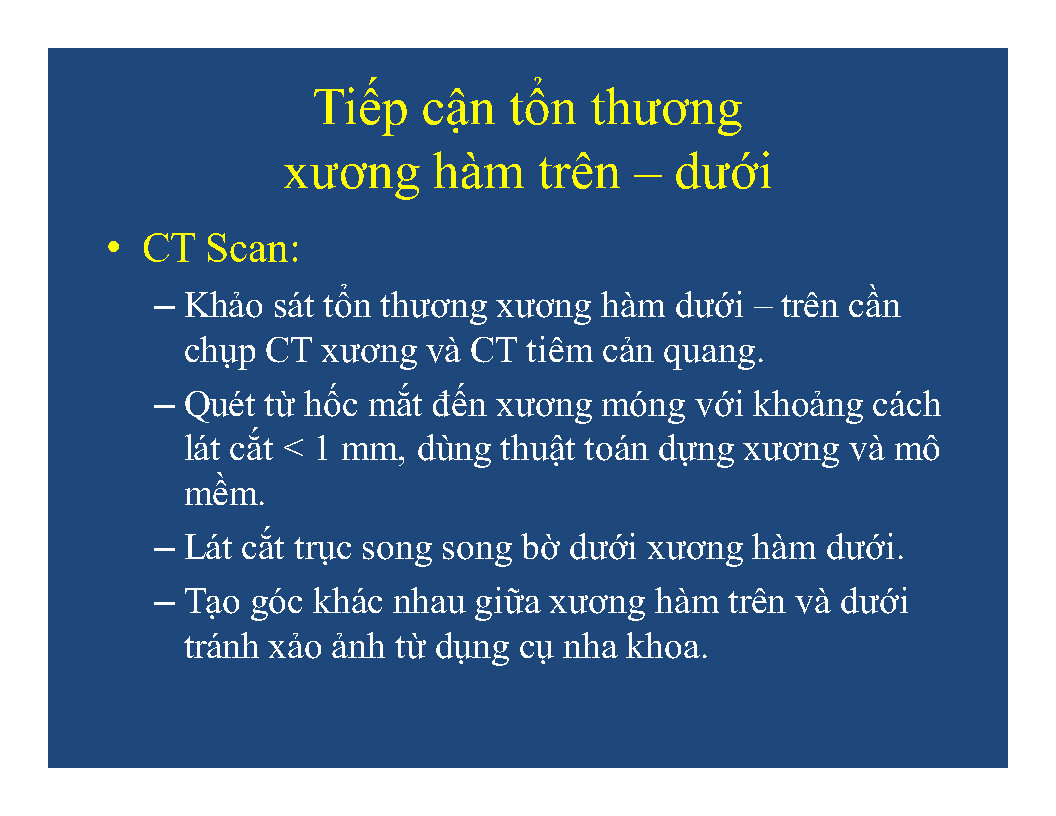 Tiếp cận tổn thương
xương hàm trên – dưới
• CT Scan:
– Khảo sát tổn thương xương hàm dưới – trên cần
chụp CT xương và CT tiêm cản quang.
– Quét từ hốc mắt đến xương móng với khoảng cách
lát cắt < 1 mm, dùng thuật toán dựng xương và mô
mềm.
– Lát cắt trục song song bờ dưới xương hàm dưới.
– Tạo góc khác nhau giữa xương hàm trên và dưới
tránh xảo ảnh từ dụng cụ nha khoa.